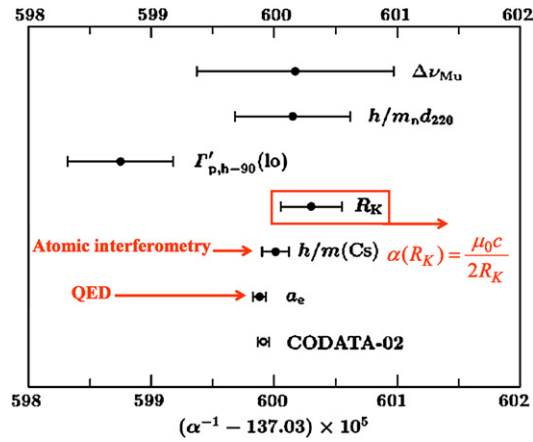 598 599 600 601 602
Δν_Mu
h/m_n d_220
Γ′_p,h−90(lo)
R_K
Atomic interferometry h/m(Cs) α(R_K) = μ_0 c / 2R_K
QED a_e
CODATA-02
598 599 600 601 602
(α^−1 − 137.03) × 10^5